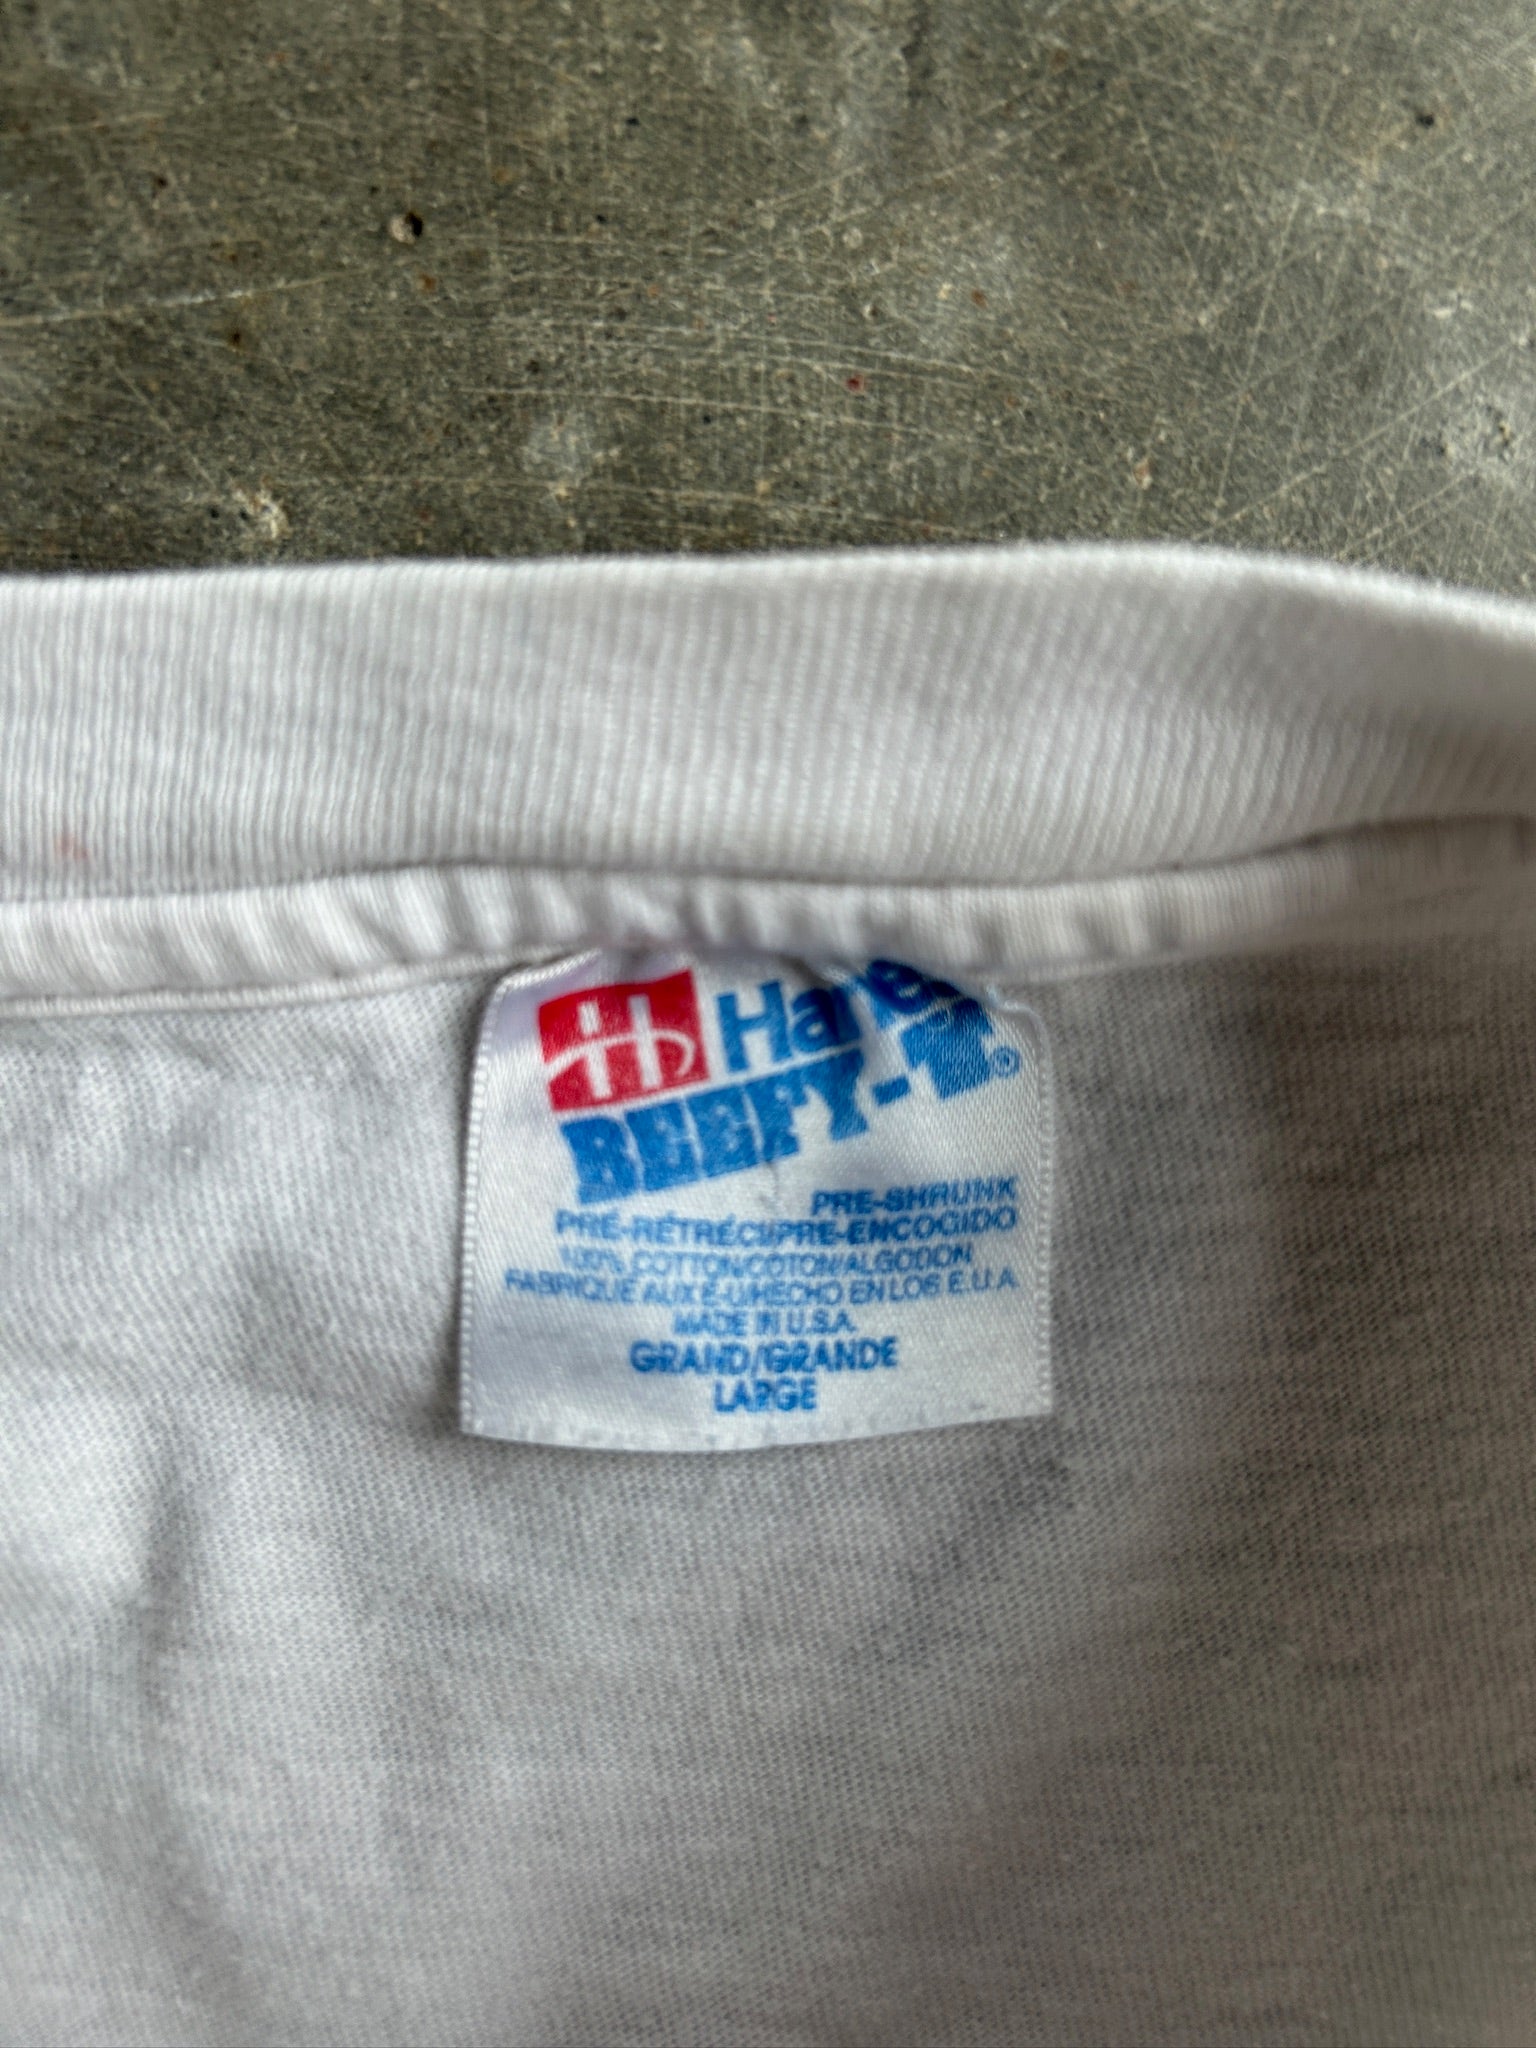 Hanes
BEEFY-T®
PRE-SHRUNK
PRÉ-RÉTRÉCI/PRE-ENCOGIDO
100% COTTON/COTON/ALGODON
FABRIQUE AUX E-U/HECHO EN LOS E.U.A.
MADE IN U.S.A.
GRAND/GRANDE
LARGE